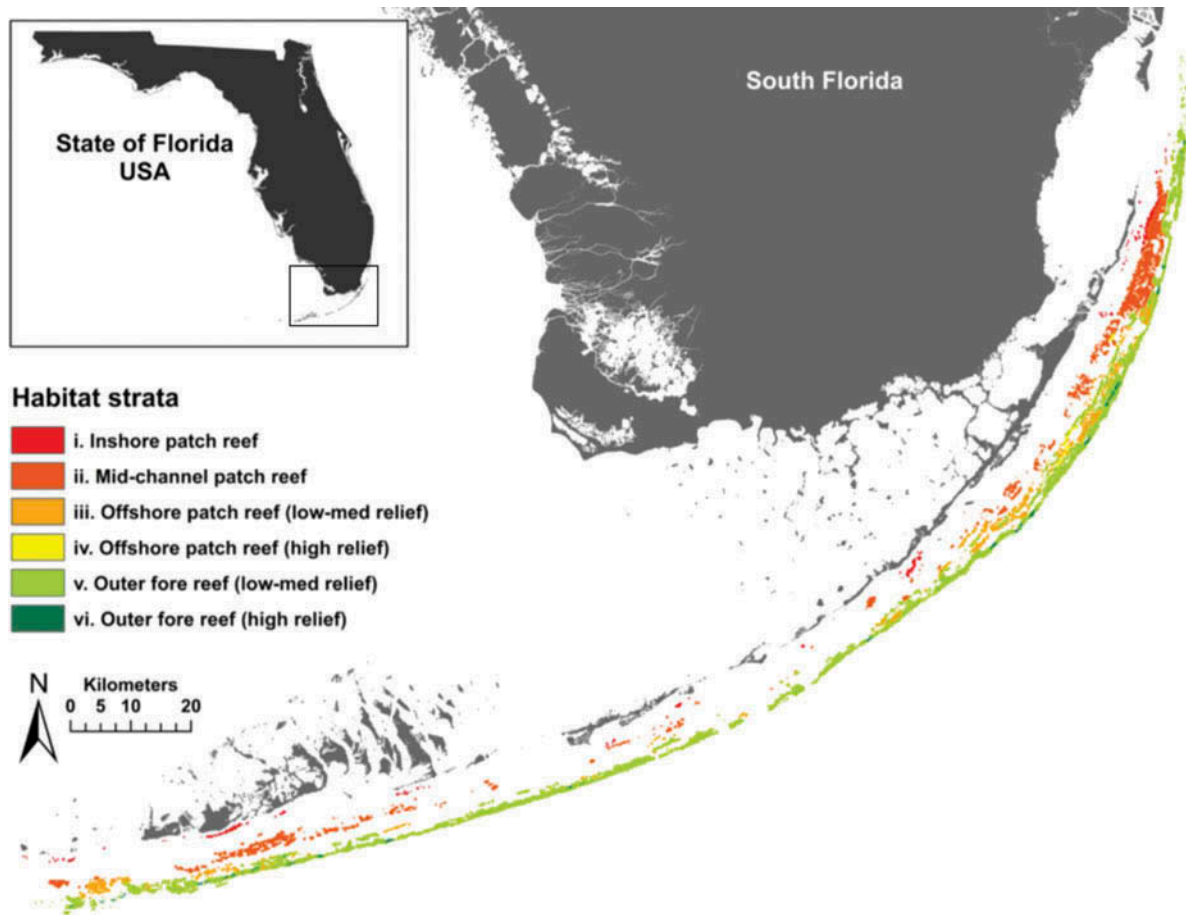 State of Florida
USA
South Florida
Habitat strata
i. Inshore patch reef
ii. Mid-channel patch reef
iii. Offshore patch reef (low-med relief)
iv. Offshore patch reef (high relief)
v. Outer fore reef (low-med relief)
vi. Outer fore reef (high relief)
N
Kilometers
0 5 10 20